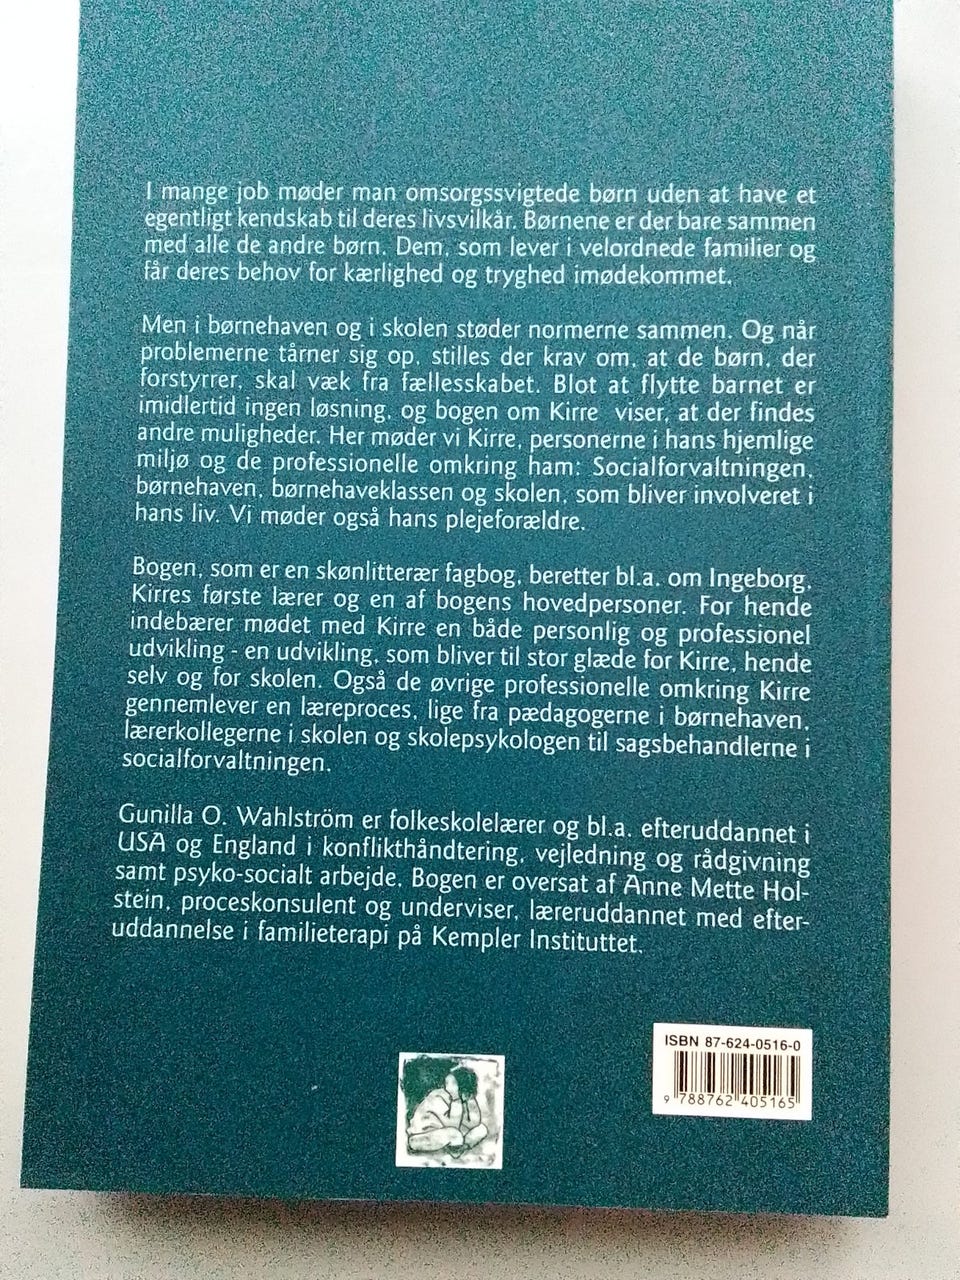 I mange job møder man omsorgssvigtede børn uden at have et
egentligt kendskab til deres livsvilkår. Børnene er der bare sammen
med alle de andre børn. Dem, som lever i velordnede familier og
får deres behov for kærlighed og tryghed imødekommet.
Men i børnehaven og i skolen støder normerne sammen. Og når
problemerne tårner sig op, stilles der krav om, at de børn, der
forstyrrer, skal væk fra fællesskabet. Blot at flytte barnet er
imidlertid ingen løsning, og bogen om Kirre viser, at der findes
andre muligheder. Her møder vi Kirre, personerne i hans hjemlige
miljø og de professionelle omkring ham: Socialforvaltningen,
børnehaven, børnehaveklassen og skolen, som bliver involveret i
hans liv. Vi møder også hans plejeforældre.
Bogen, som er en skønlitterær fagbog, beretter bl.a. om Ingeborg,
Kirres første lærer og en af bogens hovedpersoner. For hende
indebærer mødet med Kirre en både personlig og professionel
udvikling - en udvikling, som bliver til stor glæde for Kirre, hende
selv og for skolen. Også de øvrige professionelle omkring Kirre
gennemlever en læreproces, lige fra pædagogerne i børnehaven,
lærerkollegerne i skolen og skolepsykologen til sagsbehandlerne i
socialforvaltningen.
Gunilla O. Wahlström er folkeskolelærer og bl.a. efteruddannet i
USA og England i konflikthåndtering, vejledning og rådgivning
samt psyko-socialt arbejde. Bogen er oversat af Anne Mette Hol-
stein, proceskonsulent og underviser, læreruddannet med efter-
uddannelse i familieterapi på Kempler Instituttet.
ISBN 87-624-0516-0
9 788762 405165